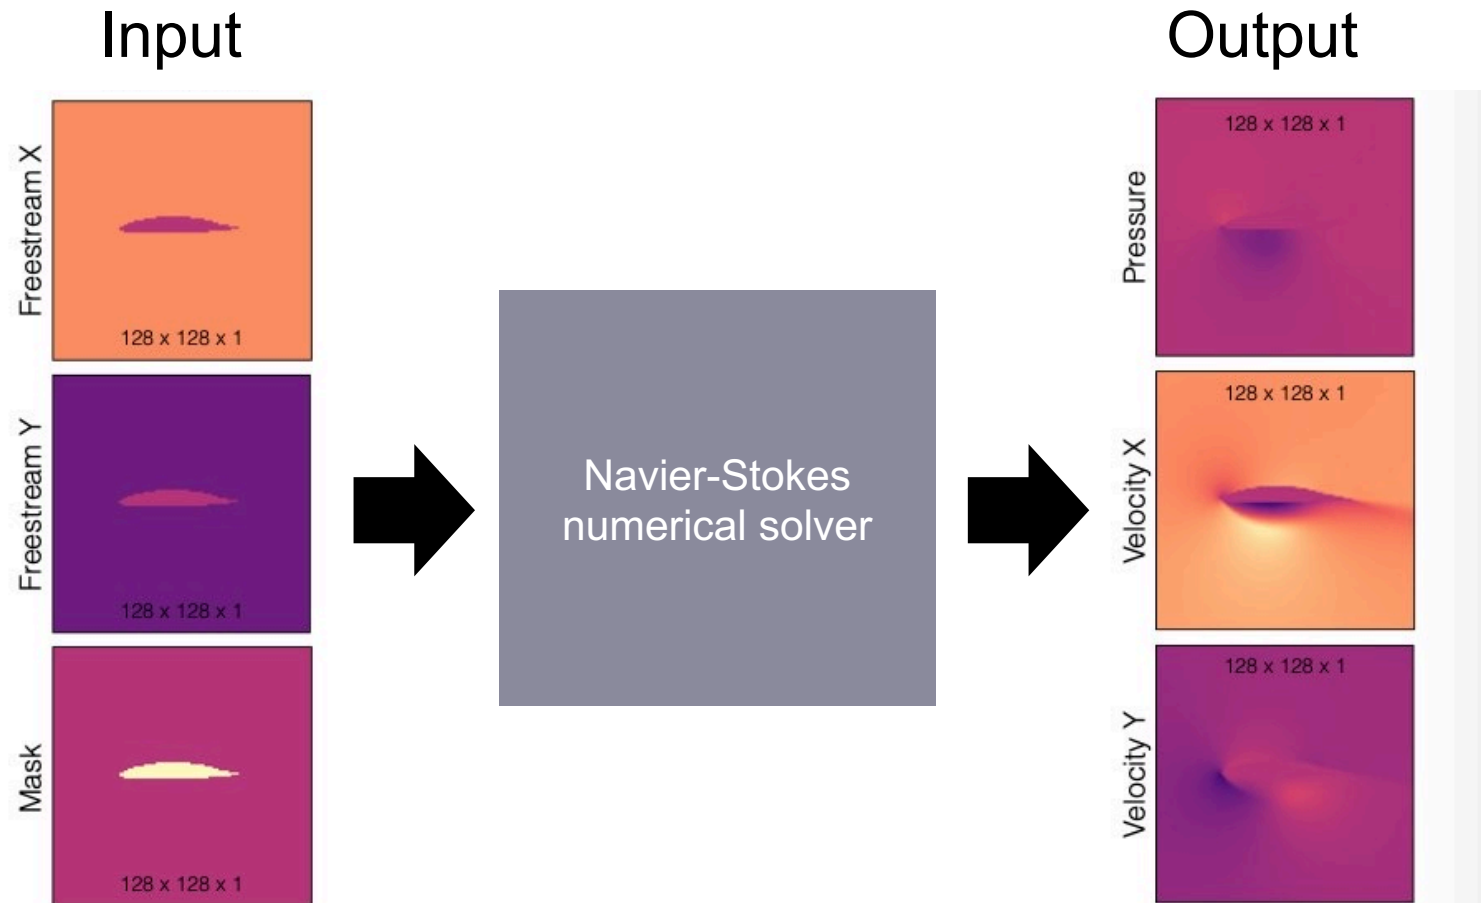 Input
Output
Freestream X
128 x 128 x 1
Freestream Y
128 x 128 x 1
Mask
128 x 128 x 1
Navier-Stokes
numerical solver
Pressure
128 x 128 x 1
Velocity X
128 x 128 x 1
Velocity Y
128 x 128 x 1